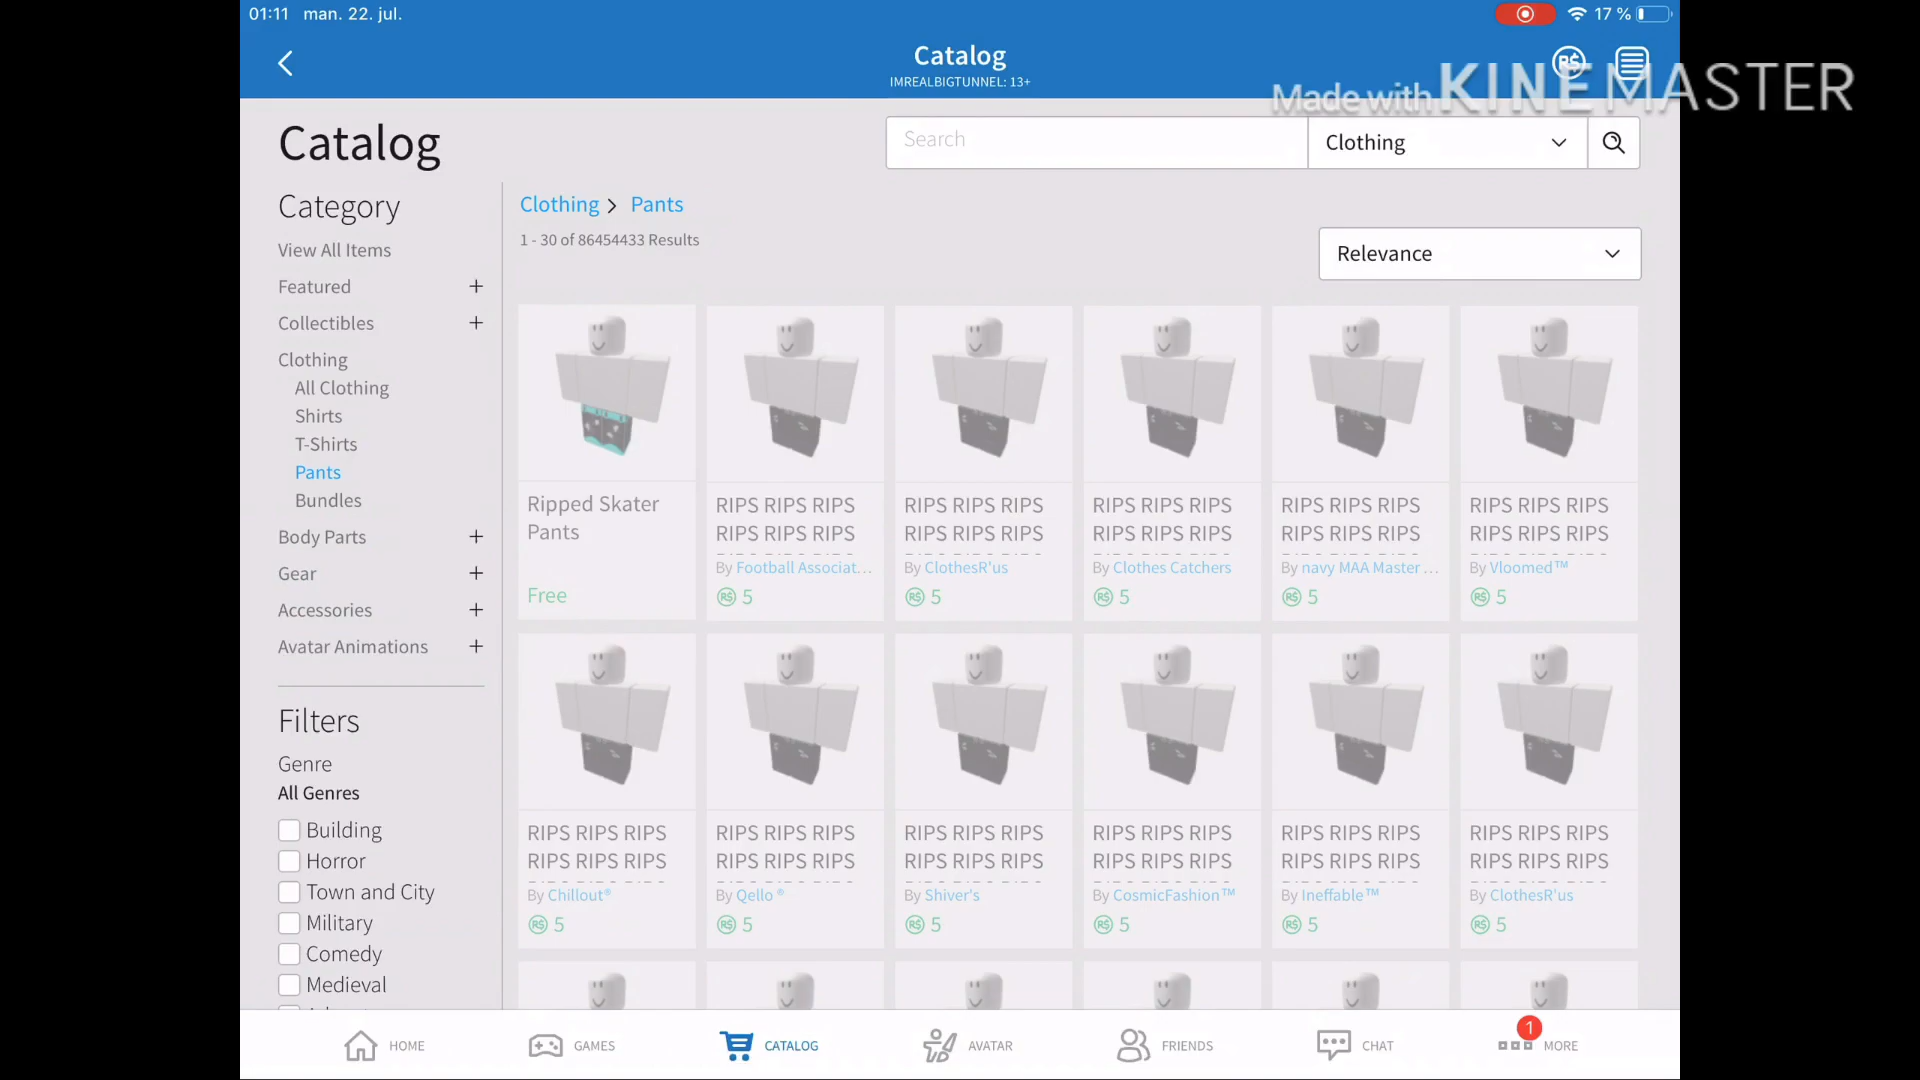 01:11 man. 22. jul.
17 %
Catalog
IMREALBIGTUNNEL: 13+
Made with KINEMASTER
Catalog
Search
Clothing
Category
View All Items
Featured +
Collectibles +
Clothing
All Clothing
Shirts
T-Shirts
Pants
Bundles
Body Parts +
Gear +
Accessories +
Avatar Animations +
Filters
Genre
All Genres
Building
Horror
Town and City
Military
Comedy
Medieval
Clothing > Pants
1 - 30 of 86454433 Results
Relevance
Ripped Skater
Pants
Free
RIPS RIPS RIPS
RIPS RIPS RIPS
By Football Associat...
R$ 5
RIPS RIPS RIPS
RIPS RIPS RIPS
By ClothesR'us
R$ 5
RIPS RIPS RIPS
RIPS RIPS RIPS
By Clothes Catchers
R$ 5
RIPS RIPS RIPS
RIPS RIPS RIPS
By navy MAA Master ...
R$ 5
RIPS RIPS RIPS
RIPS RIPS RIPS
By Vloomed™
R$ 5
RIPS RIPS RIPS
RIPS RIPS RIPS
By Chillout®
R$ 5
RIPS RIPS RIPS
RIPS RIPS RIPS
By Qello ®
R$ 5
RIPS RIPS RIPS
RIPS RIPS RIPS
By Shiver's
R$ 5
RIPS RIPS RIPS
RIPS RIPS RIPS
By CosmicFashion™
R$ 5
RIPS RIPS RIPS
RIPS RIPS RIPS
By Ineffable™
R$ 5
RIPS RIPS RIPS
RIPS RIPS RIPS
By ClothesR'us
R$ 5
HOME
GAMES
CATALOG
AVATAR
FRIENDS
CHAT
1
MORE